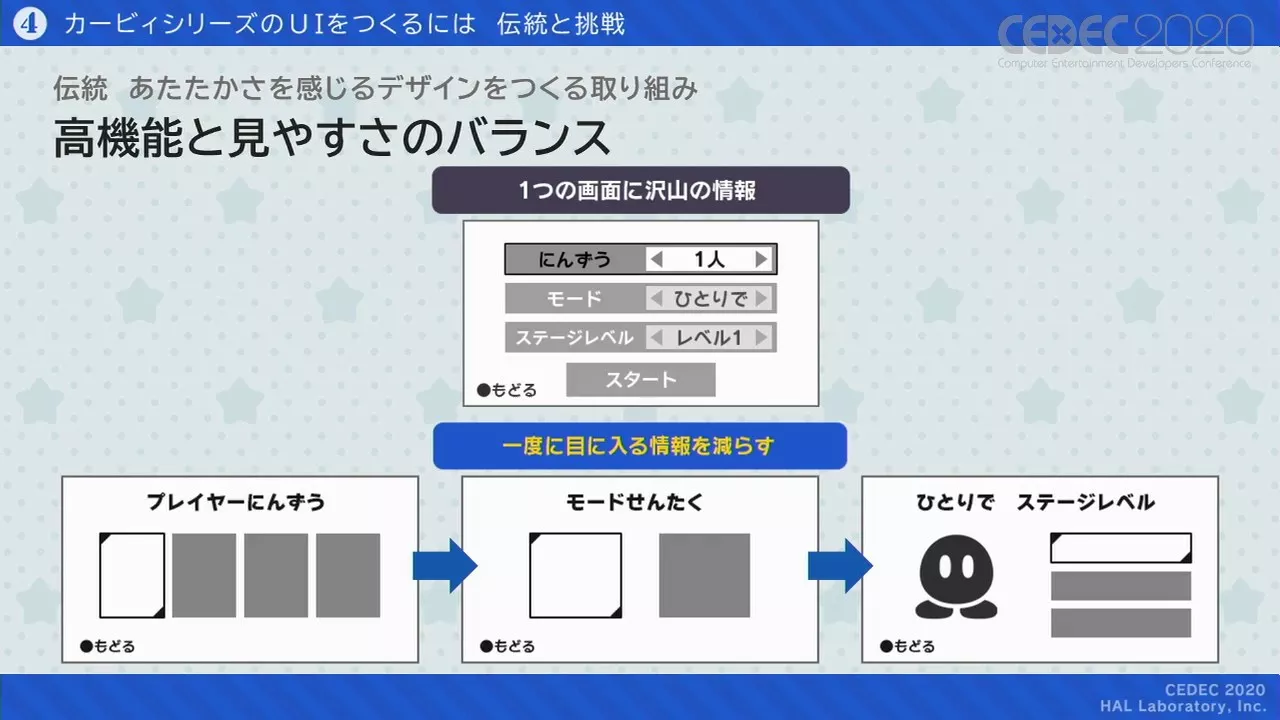 4 カービィシリーズのUIをつくるには 伝統と挑戦
CEDEC2020
Computer Entertainment Developers Conference
伝統 あたたかさを感じるデザインをつくる取り組み
高機能と見やすさのバランス
1つの画面に沢山の情報
にんずう 1人
モード ひとりで
ステージレベル レベル1
スタート
●もどる
一度に目に入る情報を減らす
プレイヤーにんずう
●もどる
モードせんたく
●もどる
ひとりで ステージレベル
●もどる
CEDEC 2020
HAL Laboratory, Inc.